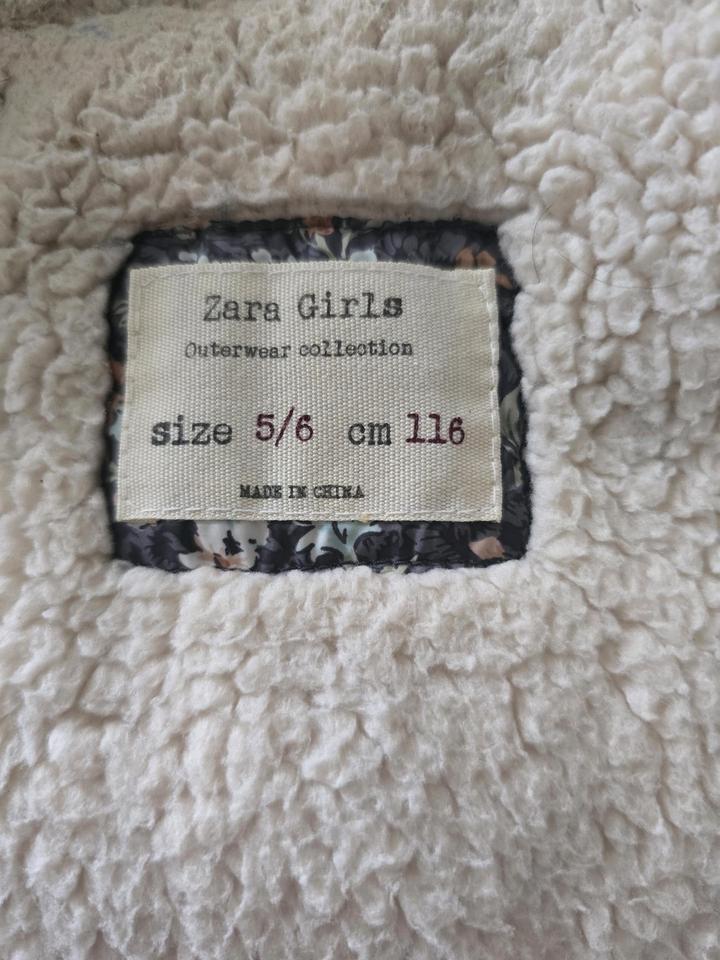 Zara Girls
Outerwear collection
size 5/6 cm 116
MADE IN CHINA